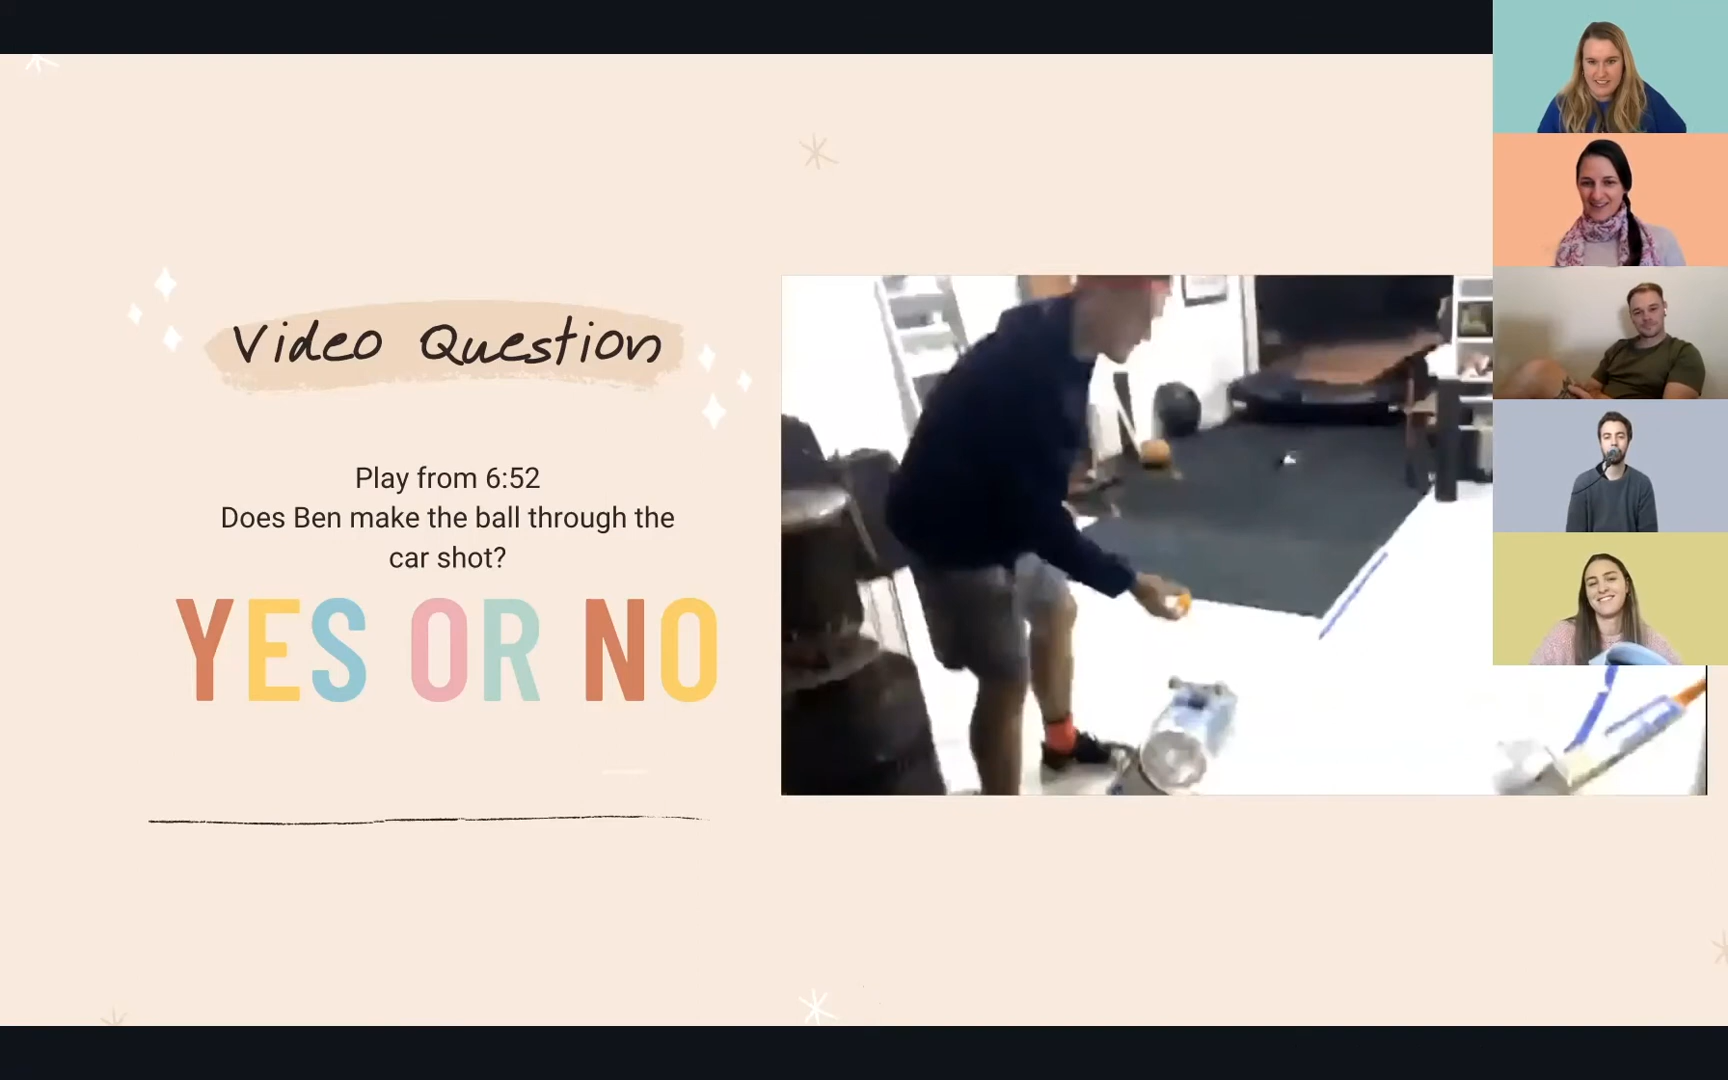 Video Question
Play from 6:52
Does Ben make the ball through the
car shot?
YES OR NO